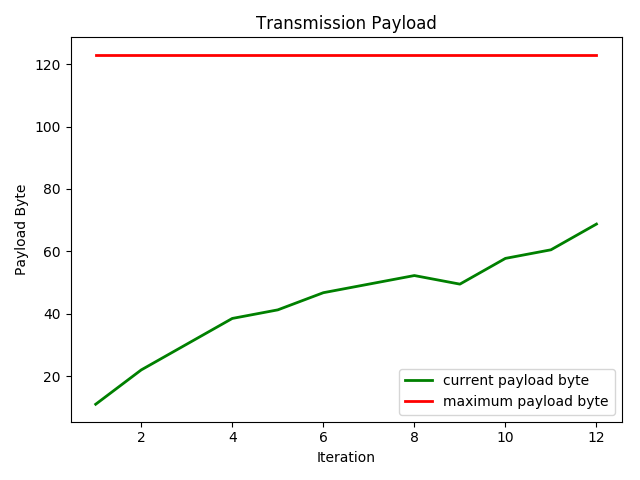 Transmission Payload
120
100
80
60
40
20
Payload Byte
2 4 6 8 10 12
Iteration
current payload byte
maximum payload byte